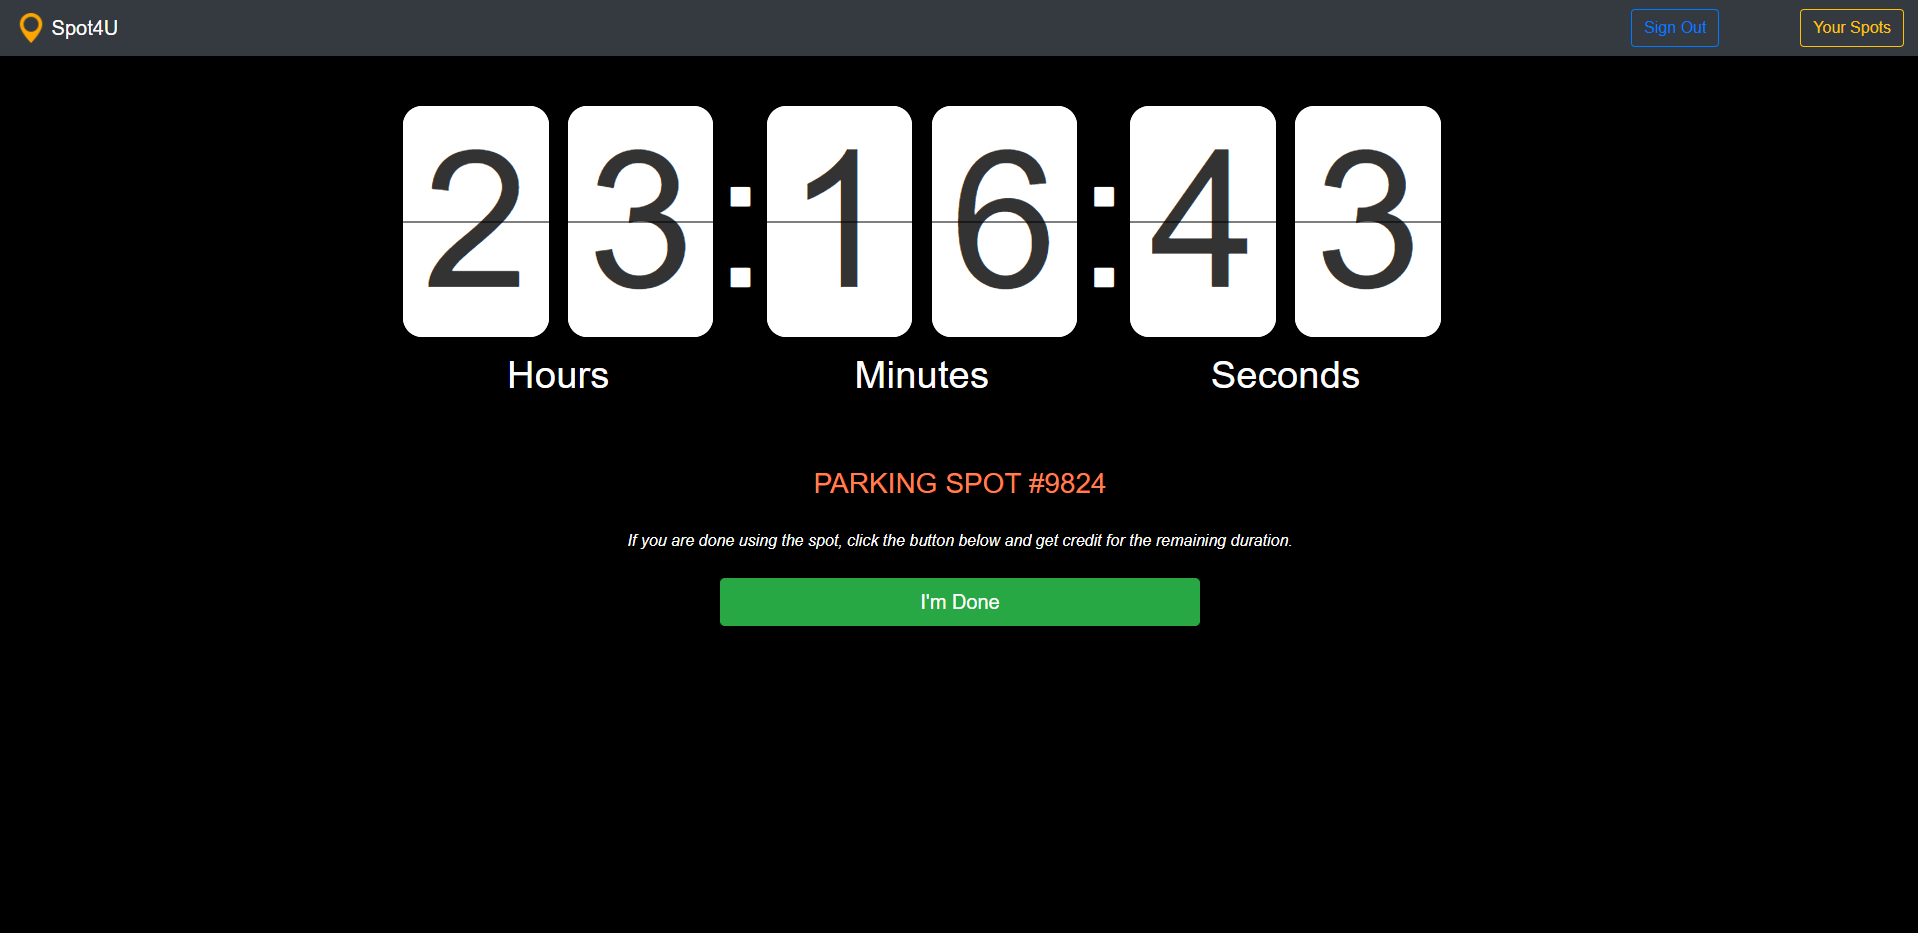 Spot4U
Sign Out
Your Spots
23:16:43
Hours
Minutes
Seconds
PARKING SPOT #9824
If you are done using the spot, click the button below and get credit for the remaining duration.
I'm Done